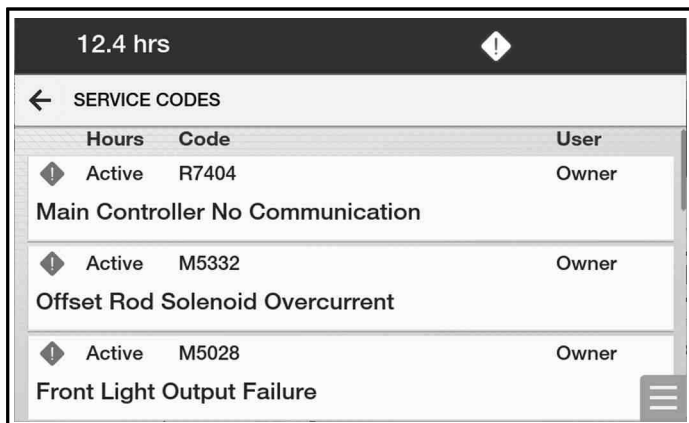 12.4 hrs
SERVICE CODES
Hours Code User
Active R7404 Owner
Main Controller No Communication
Active M5332 Owner
Offset Rod Solenoid Overcurrent
Active M5028 Owner
Front Light Output Failure